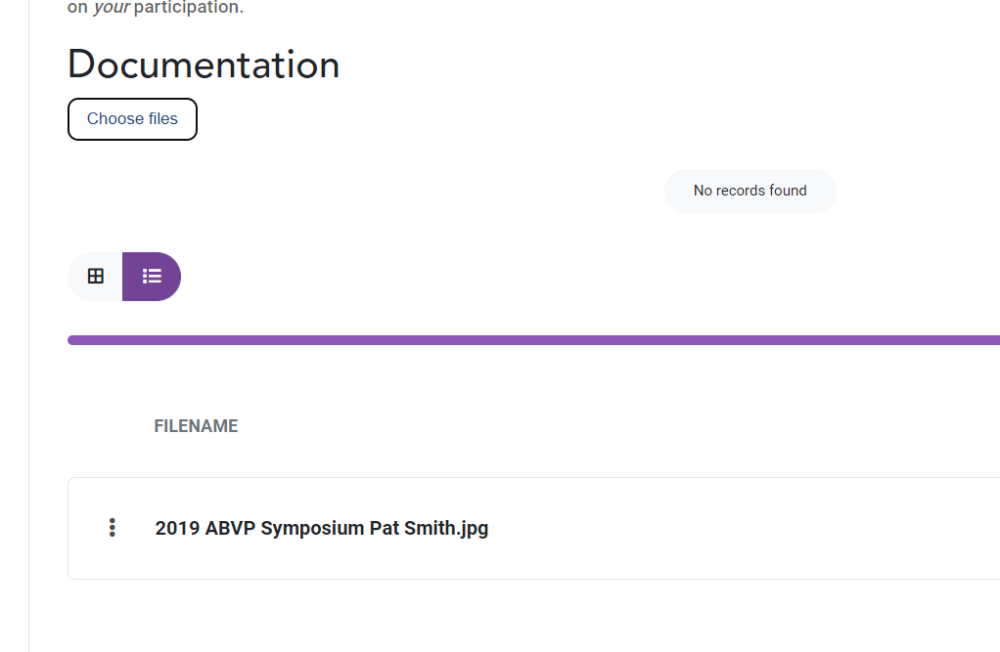 on your participation.
Documentation
Choose files
No records found
FILENAME
2019 ABVP Symposium Pat Smith.jpg